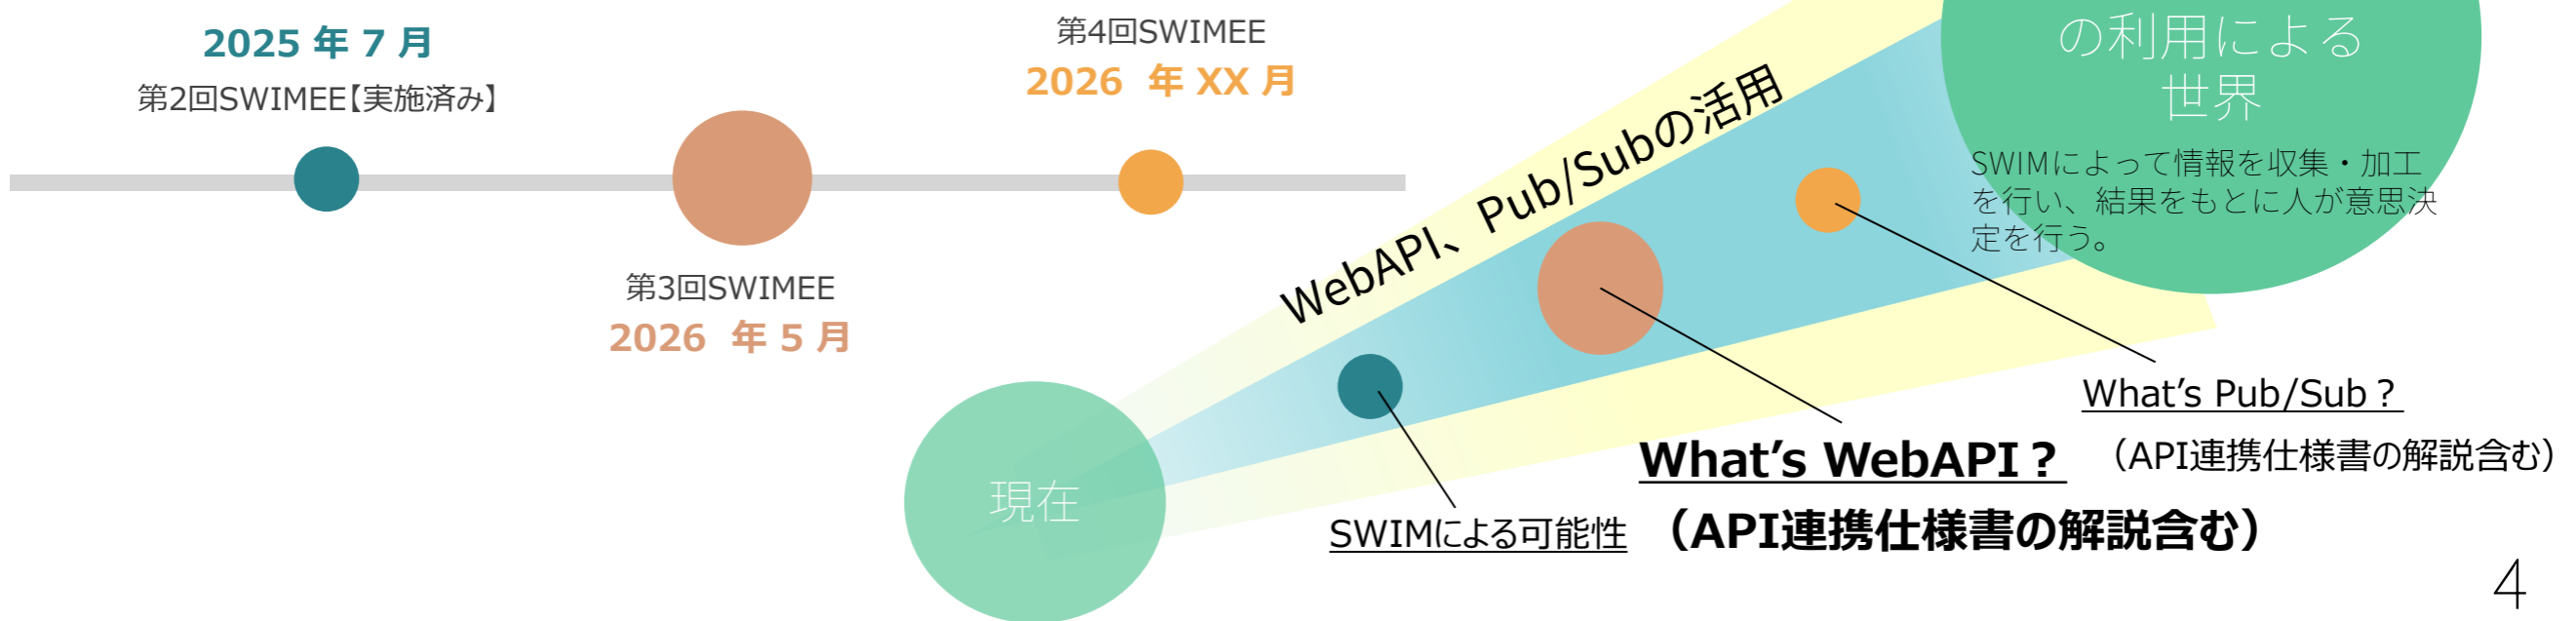 2025 年 7 月
第2回SWIMEE【実施済み】
第4回SWIMEE
2026 年 XX 月
第3回SWIMEE
2026 年 5 月
の利用による
世界
SWIMによって情報を収集・加工
を行い、結果をもとに人が意思決
定を行う。
WebAPI、Pub/Subの活用
現在
SWIMによる可能性
What’s WebAPI？
（API連携仕様書の解説含む）
What’s Pub/Sub？
（API連携仕様書の解説含む）
4